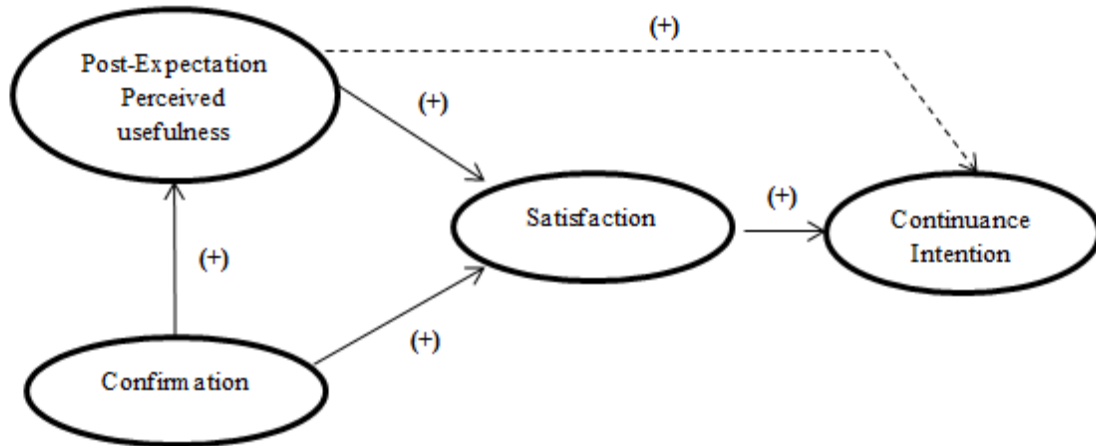 (+)
Post-Expectation
Perceived
usefulness
(+)
Satisfaction
(+)
Continuance
Intention
(+)
(+)
Confirmation